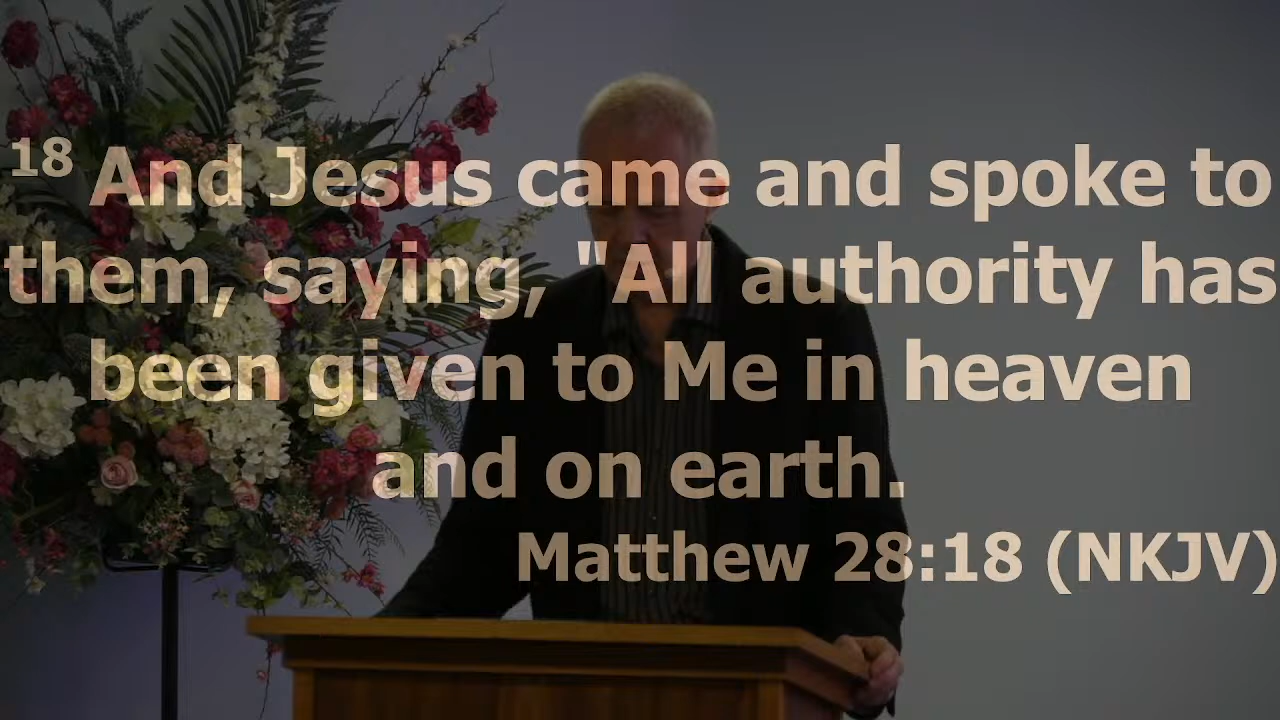 18 And Jesus came and spoke to
them, saying, "All authority has
been given to Me in heaven
and on earth.
Matthew 28:18 (NKJV)